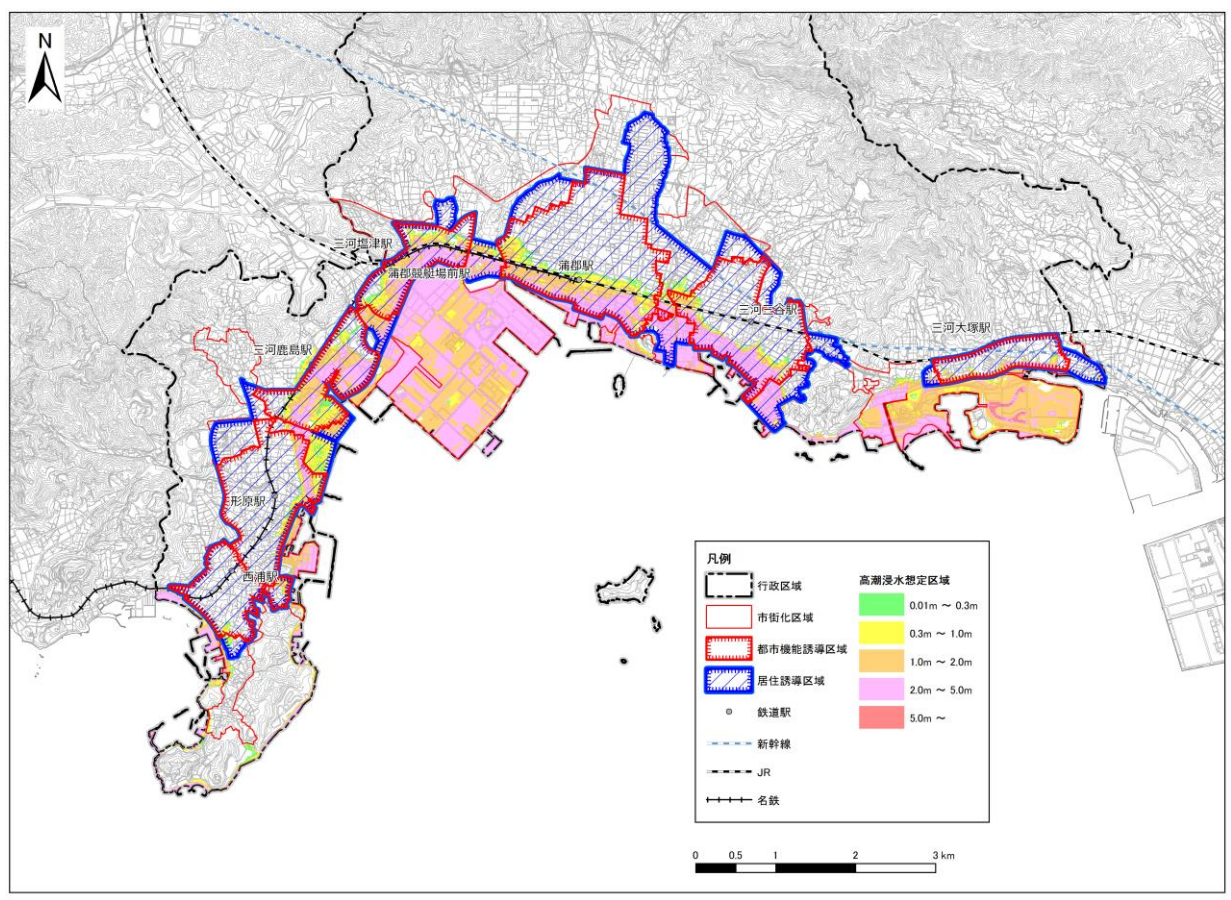 N
三河塩津駅
蒲郡競艇場前駅
蒲郡駅
三河三谷駅
三河大塚駅
三河鹿島駅
形原駅
西浦駅
凡例
行政区域
市街化区域
都市機能誘導区域
居住誘導区域
鉄道駅
新幹線
JR
名鉄
高潮浸水想定区域
0.01m ～ 0.3m
0.3m ～ 1.0m
1.0m ～ 2.0m
2.0m ～ 5.0m
5.0m ～
0 0.5 1 2 3 km